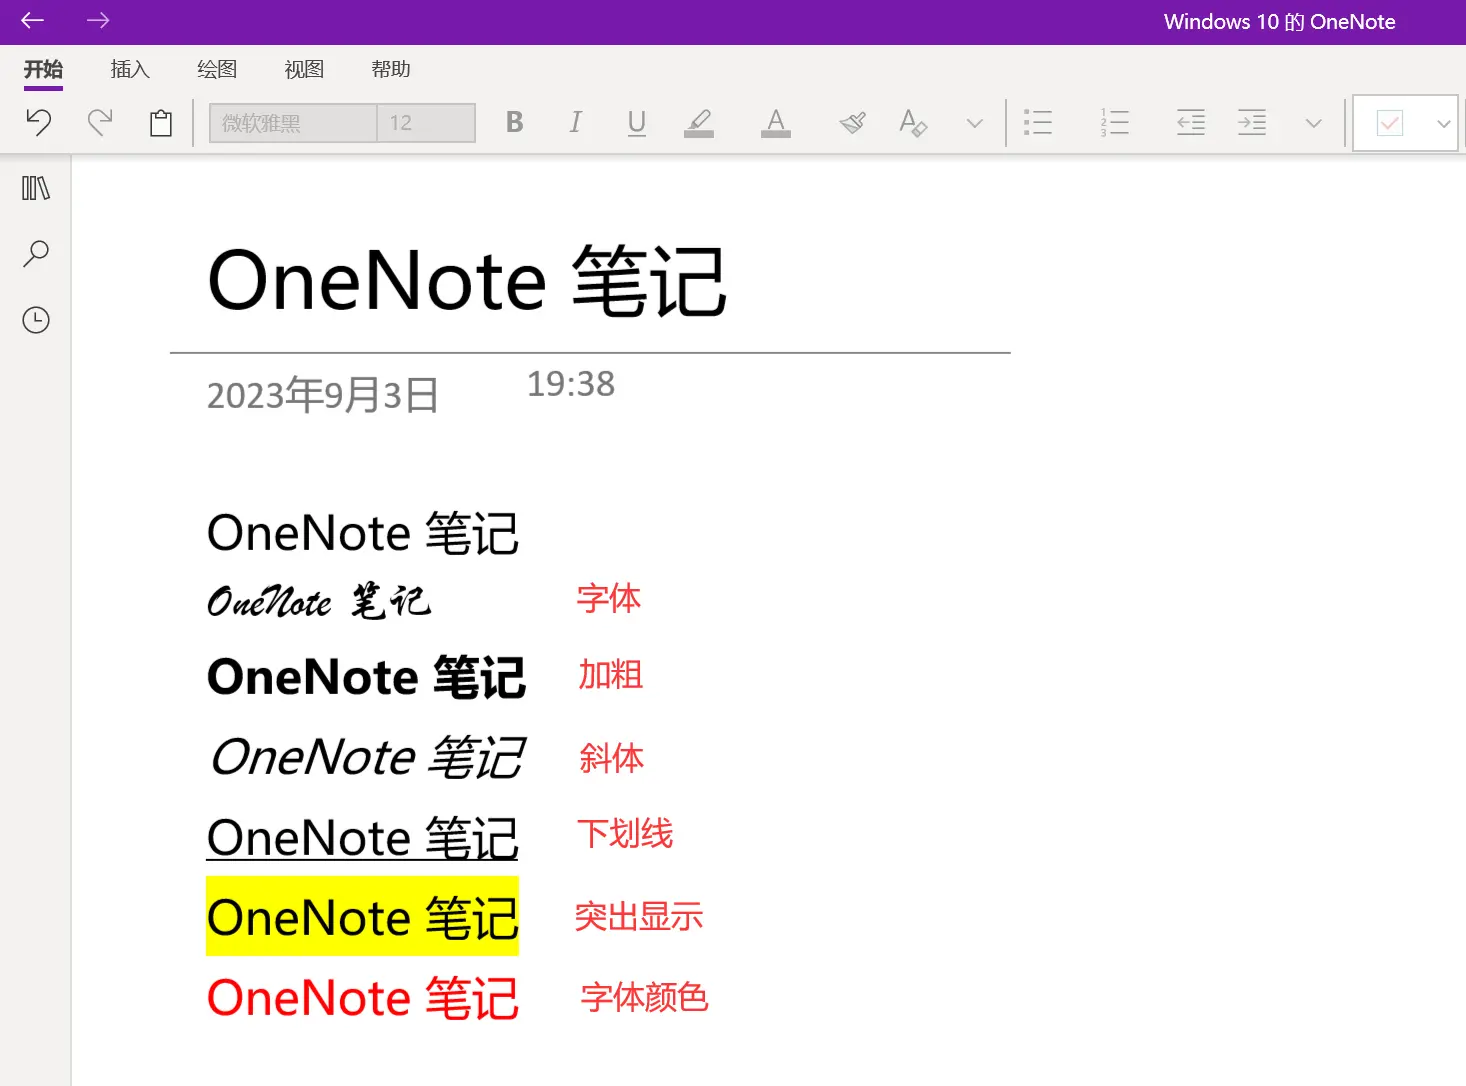 Windows 10 的 OneNote
开始 插入 绘图 视图 帮助
微软雅黑 12 B I U A A
OneNote 笔记
2023年9月3日 19:38
OneNote 笔记
OneNote 笔记 字体
OneNote 笔记 加粗
OneNote 笔记 斜体
OneNote 笔记 下划线
OneNote 笔记 突出显示
OneNote 笔记 字体颜色